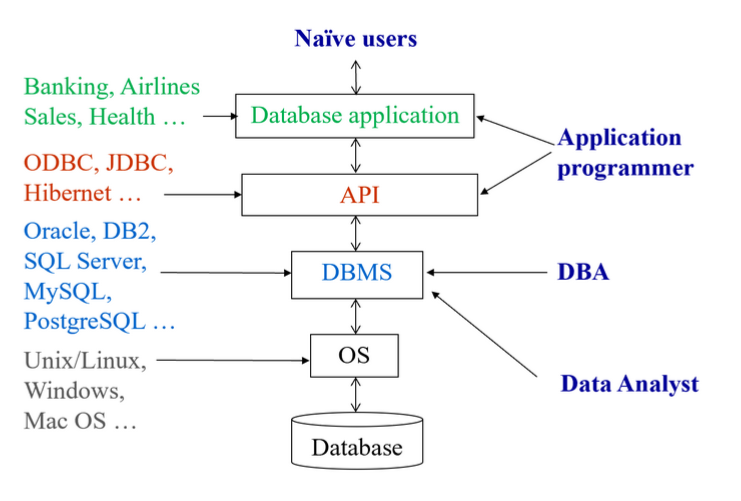 Naïve users
Banking, Airlines
Sales, Health …
Database application
Application
programmer
ODBC, JDBC,
Hibernet …
API
Oracle, DB2,
SQL Server,
MySQL,
PostgreSQL …
DBMS
DBA
Unix/Linux,
Windows,
Mac OS …
OS
Data Analyst
Database